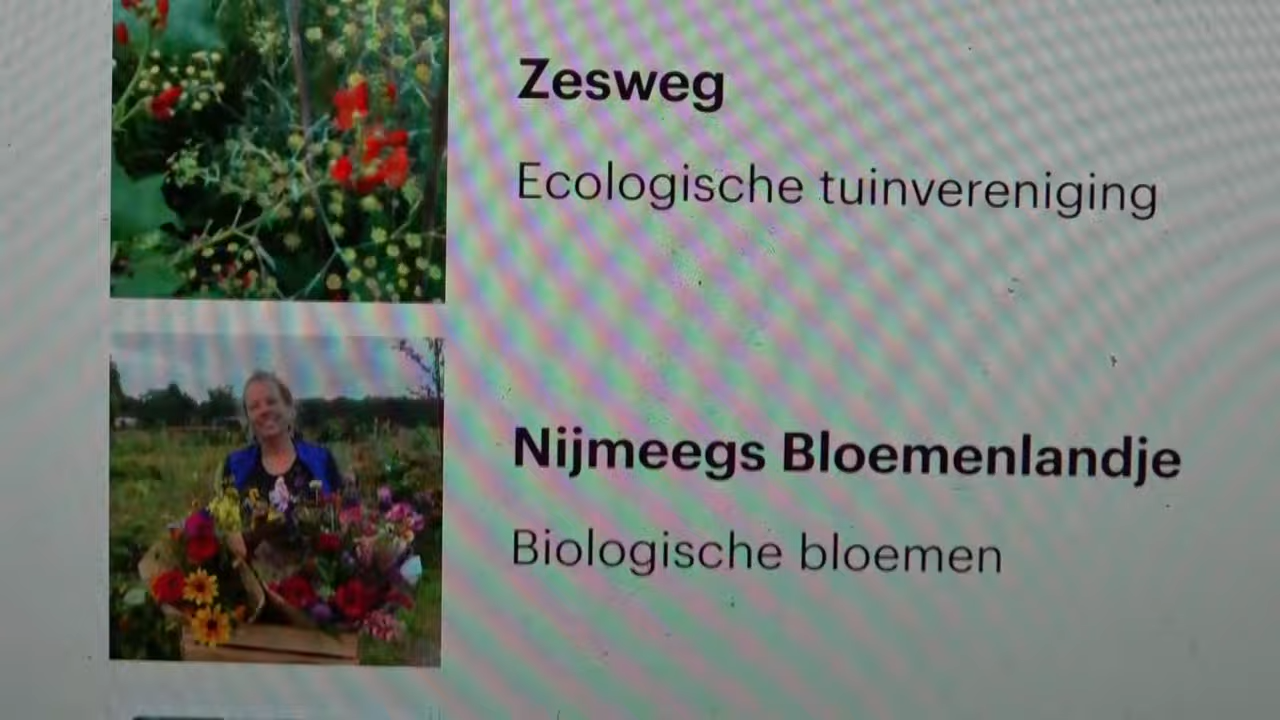 Zesweg
Ecologische tuinvereniging
Nijmeegs Bloemenlandje
Biologische bloemen